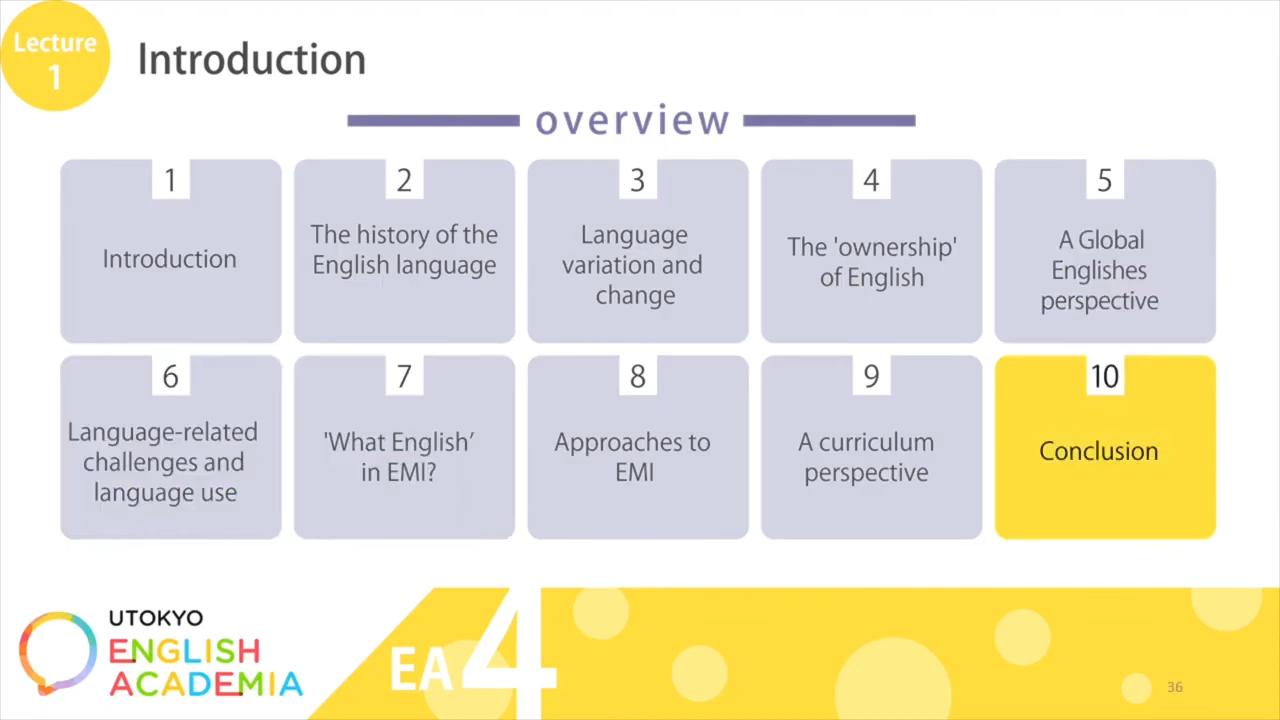 Lecture
1
Introduction
overview
1
Introduction
2
The history of the
English language
3
Language
variation and
change
4
The 'ownership'
of English
5
A Global
Englishes
perspective
6
Language-related
challenges and
language use
7
'What English’
in EMI?
8
Approaches to
EMI
9
A curriculum
perspective
10
Conclusion
UTOKYO
ENGLISH
ACADEMIA
EA4
36